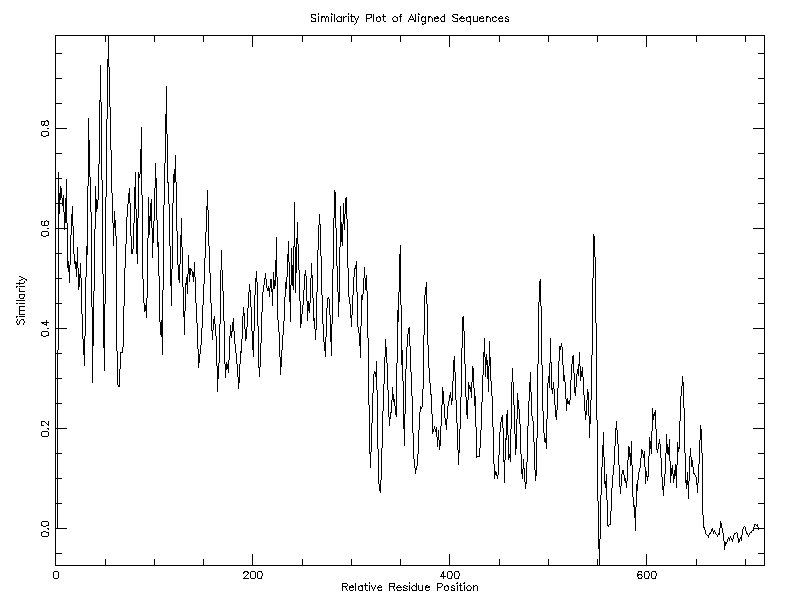 Similarity Plot of Aligned Sequences
0.8
0.6
Similarity
0.4
0.2
0.0
0 200 400 600
Relative Residue Position